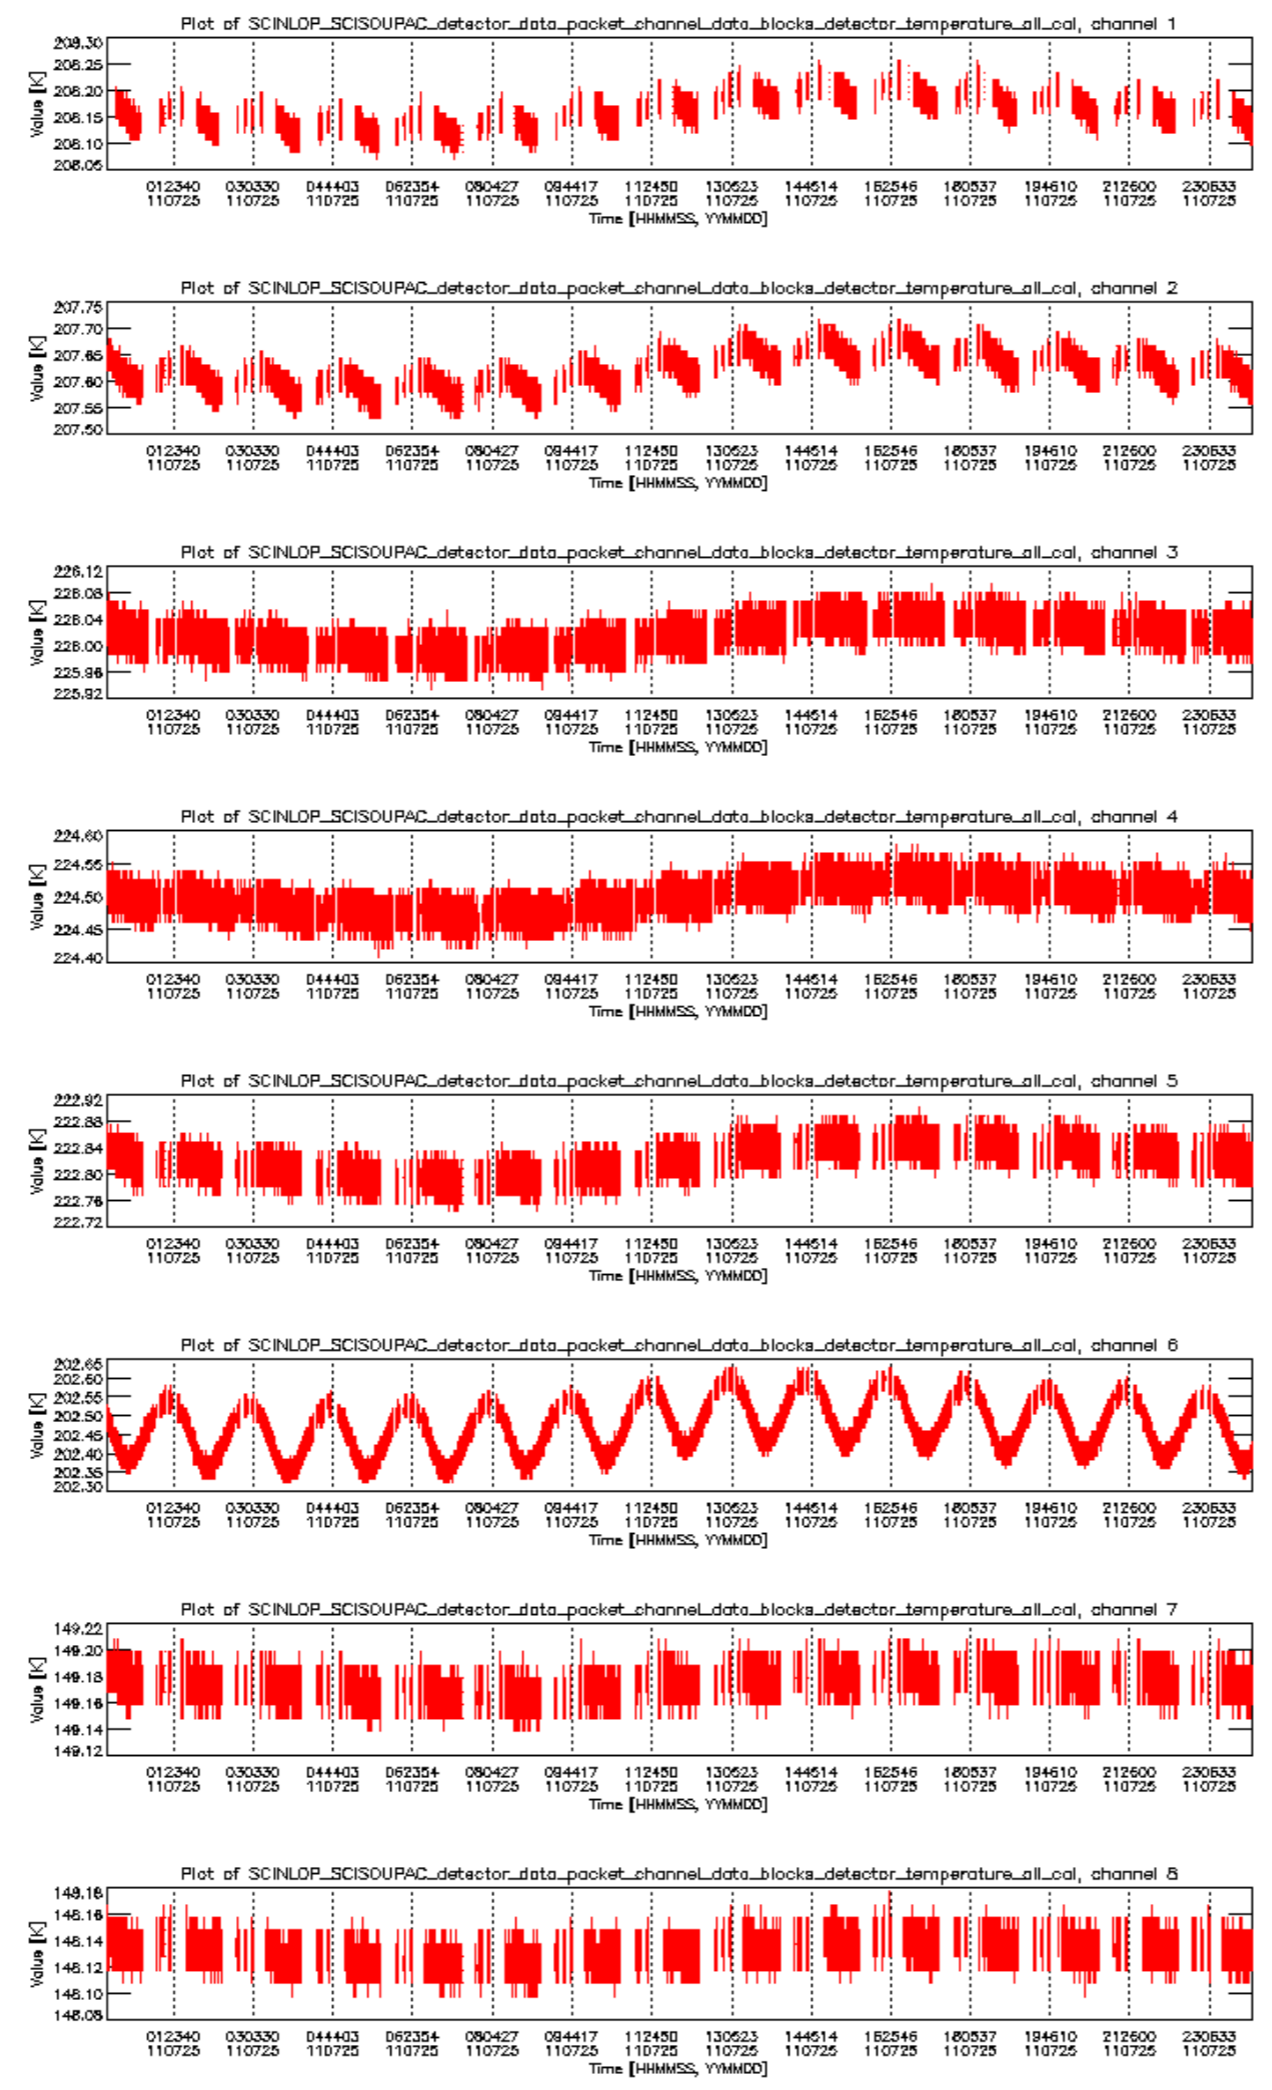 Plot of SCINLOP_SCISOUPAC_detector_data_packet_channel_data_blocks_detector_temperature_all_cal, channel 1
208.30
208.25
208.20
208.15
208.10
208.05
Value [K]
012340 030330 044403 062354 080427 094417 112450 130523 144514 162546 180537 194610 212600 230633
110725 110725 110725 110725 110725 110725 110725 110725 110725 110725 110725 110725 110725 110725
Time [HHMMSS, YYMMDD]
Plot of SCINLOP_SCISOUPAC_detector_data_packet_channel_data_blocks_detector_temperature_all_cal, channel 2
207.75
207.70
207.65
207.60
207.55
207.50
Value [K]
012340 030330 044403 062354 080427 094417 112450 130523 144514 162546 180537 194610 212600 230633
110725 110725 110725 110725 110725 110725 110725 110725 110725 110725 110725 110725 110725 110725
Time [HHMMSS, YYMMDD]
Plot of SCINLOP_SCISOUPAC_detector_data_packet_channel_data_blocks_detector_temperature_all_cal, channel 3
226.12
226.08
226.04
226.00
225.96
225.92
Value [K]
012340 030330 044403 062354 080427 094417 112450 130523 144514 162546 180537 194610 212600 230633
110725 110725 110725 110725 110725 110725 110725 110725 110725 110725 110725 110725 110725 110725
Time [HHMMSS, YYMMDD]
Plot of SCINLOP_SCISOUPAC_detector_data_packet_channel_data_blocks_detector_temperature_all_cal, channel 4
224.60
224.55
224.50
224.45
224.40
Value [K]
012340 030330 044403 062354 080427 094417 112450 130523 144514 162546 180537 194610 212600 230633
110725 110725 110725 110725 110725 110725 110725 110725 110725 110725 110725 110725 110725 110725
Time [HHMMSS, YYMMDD]
Plot of SCINLOP_SCISOUPAC_detector_data_packet_channel_data_blocks_detector_temperature_all_cal, channel 5
222.92
222.88
222.84
222.80
222.76
222.72
Value [K]
012340 030330 044403 062354 080427 094417 112450 130523 144514 162546 180537 194610 212600 230633
110725 110725 110725 110725 110725 110725 110725 110725 110725 110725 110725 110725 110725 110725
Time [HHMMSS, YYMMDD]
Plot of SCINLOP_SCISOUPAC_detector_data_packet_channel_data_blocks_detector_temperature_all_cal, channel 6
202.65
202.60
202.55
202.50
202.45
202.40
202.35
202.30
Value [K]
012340 030330 044403 062354 080427 094417 112450 130523 144514 162546 180537 194610 212600 230633
110725 110725 110725 110725 110725 110725 110725 110725 110725 110725 110725 110725 110725 110725
Time [HHMMSS, YYMMDD]
Plot of SCINLOP_SCISOUPAC_detector_data_packet_channel_data_blocks_detector_temperature_all_cal, channel 7
149.22
149.20
149.18
149.16
149.14
149.12
Value [K]
012340 030330 044403 062354 080427 094417 112450 130523 144514 162546 180537 194610 212600 230633
110725 110725 110725 110725 110725 110725 110725 110725 110725 110725 110725 110725 110725 110725
Time [HHMMSS, YYMMDD]
Plot of SCINLOP_SCISOUPAC_detector_data_packet_channel_data_blocks_detector_temperature_all_cal, channel 8
148.18
148.16
148.14
148.12
148.10
148.08
Value [K]
012340 030330 044403 062354 080427 094417 112450 130523 144514 162546 180537 194610 212600 230633
110725 110725 110725 110725 110725 110725 110725 110725 110725 110725 110725 110725 110725 110725
Time [HHMMSS, YYMMDD]